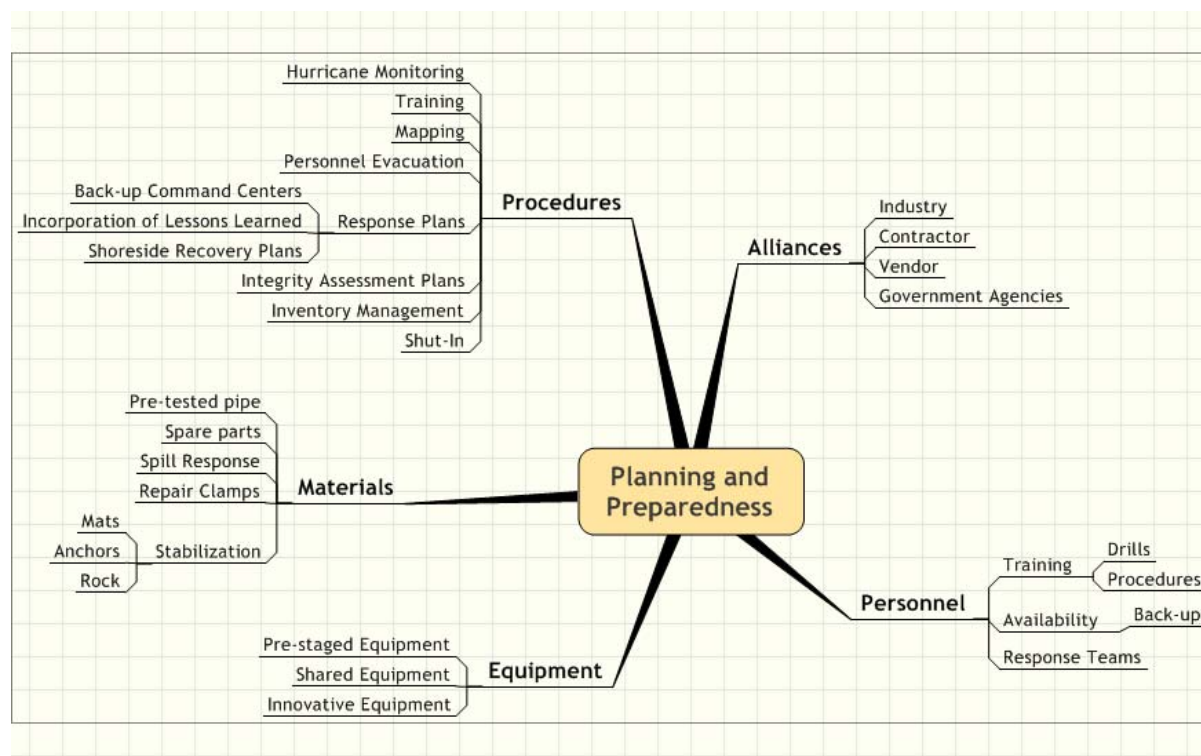 Hurricane Monitoring
Training
Mapping
Personnel Evacuation
Back-up Command Centers
Incorporation of Lessons Learned
Shoreside Recovery Plans
Response Plans
Integrity Assessment Plans
Inventory Management
Shut-In
Procedures
Alliances
Industry
Contractor
Vendor
Government Agencies
Pre-tested pipe
Spare parts
Spill Response
Repair Clamps
Mats
Anchors
Rock
Stabilization
Materials
Planning and
Preparedness
Personnel
Training
Drills
Procedures
Availability
Back-up
Response Teams
Pre-staged Equipment
Shared Equipment
Innovative Equipment
Equipment